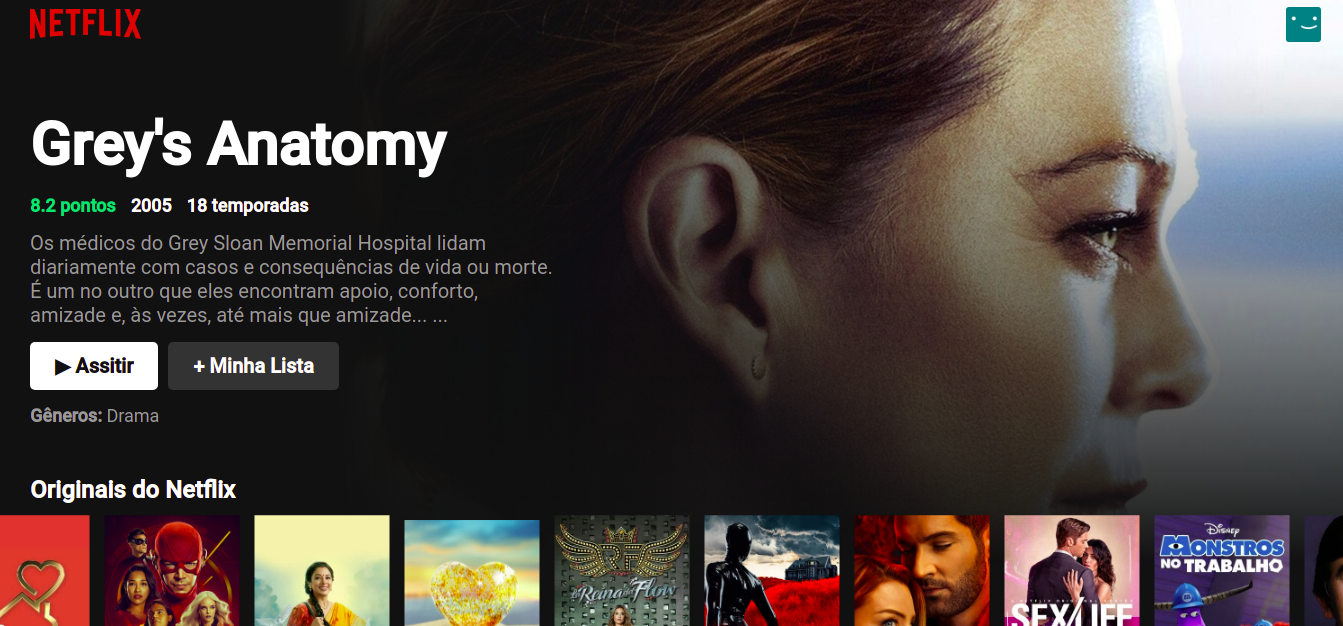 NETFLIX
Grey's Anatomy
8.2 pontos 2005 18 temporadas
Os médicos do Grey Sloan Memorial Hospital lidam
diariamente com casos e consequências de vida ou morte.
É um no outro que eles encontram apoio, conforto,
amizade e, às vezes, até mais que amizade... ...
▶ Assitir + Minha Lista
Gêneros: Drama
Originais do Netflix
RT
La Reina del Flow
SEX/LIFE
Disney
MONSTROS
NO TRABALHO